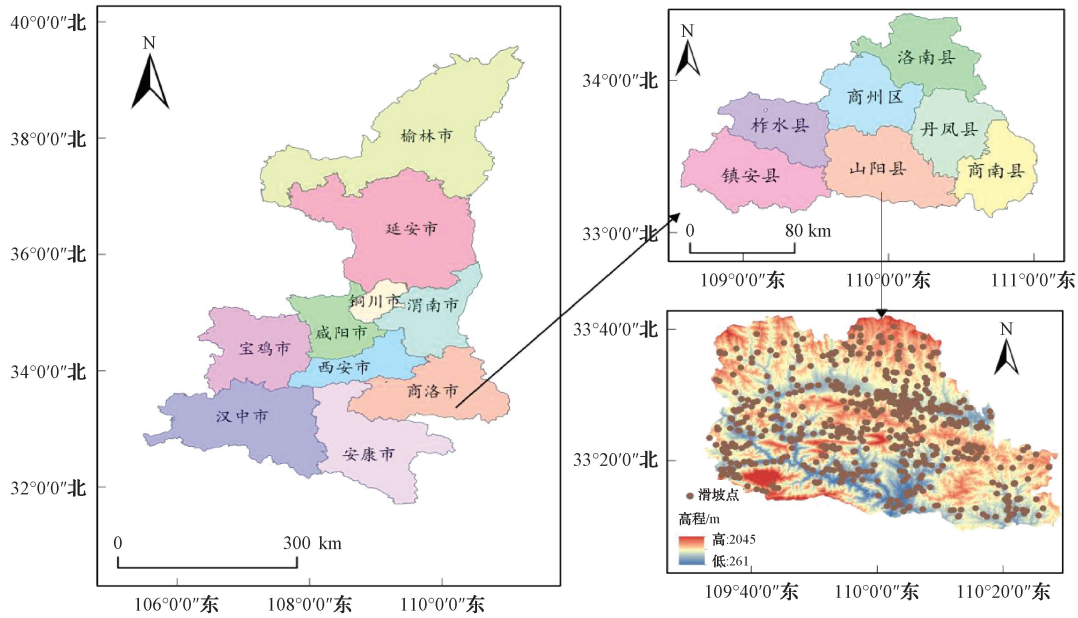 40°0′0″北
38°0′0″北
36°0′0″北
34°0′0″北
32°0′0″北
N
榆林市
延安市
铜川市
渭南市
咸阳市
宝鸡市
西安市
商洛市
汉中市
安康市
0 300 km
106°0′0″东 108°0′0″东 110°0′0″东
34°0′0″北
33°0′0″北
N
洛南县
商州区
柞水县
丹凤县
镇安县
山阳县
商南县
0 80 km
109°0′0″东 110°0′0″东 111°0′0″东
33°40′0″北
33°20′0″北
N
滑坡点
高程/m
高:2045
低:261
109°40′0″东 110°0′0″东 110°20′0″东